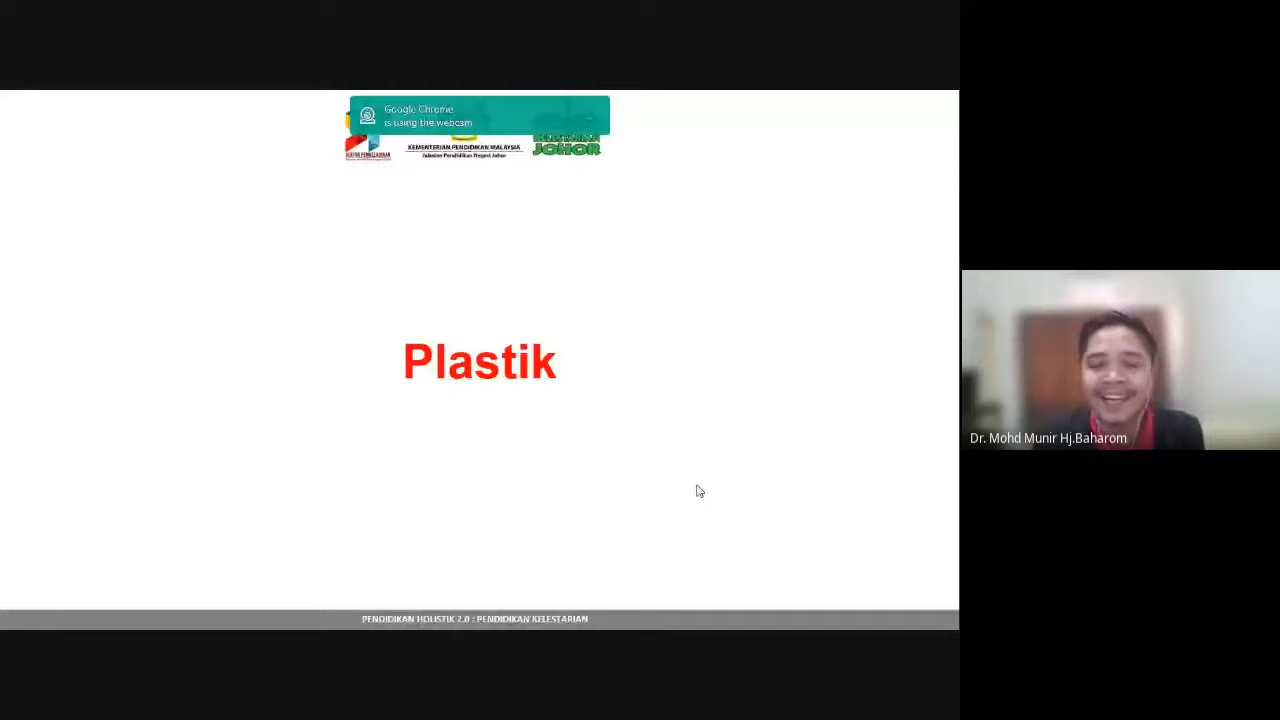 Google Chrome
is using the webcam
KEMENTERIAN PENDIDIKAN MALAYSIA
Jabatan Pendidikan Negeri Johor
JOHOR
Plastik
Dr. Mohd Munir Hj.Baharom
PENDIDIKAN HOLISTIK 2.0 : PENDIDIKAN KELESTARIAN